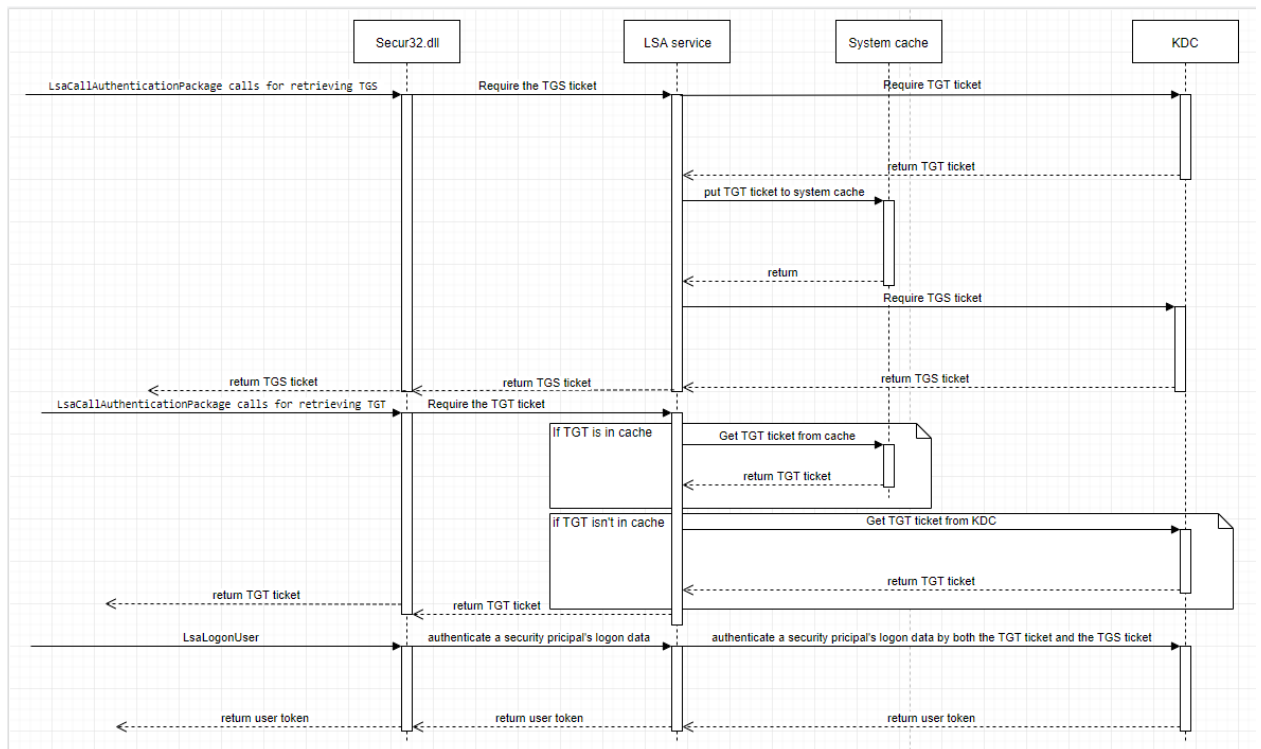 Secur32.dll
LSA service
System cache
KDC
LsaCallAuthenticationPackage calls for retrieving TGS
Require the TGS ticket
Require TGT ticket
return TGT ticket
put TGT ticket to system cache
return
Require TGS ticket
return TGS ticket
return TGS ticket
return TGS ticket
LsaCallAuthenticationPackage calls for retrieving TGT
Require the TGT ticket
If TGT is in cache
Get TGT ticket from cache
return TGT ticket
if TGT isn't in cache
Get TGT ticket from KDC
return TGT ticket
return TGT ticket
return TGT ticket
LsaLogonUser
authenticate a security pricipal's logon data
authenticate a security pricipal's logon data by both the TGT ticket and the TGS ticket
return user token
return user token
return user token